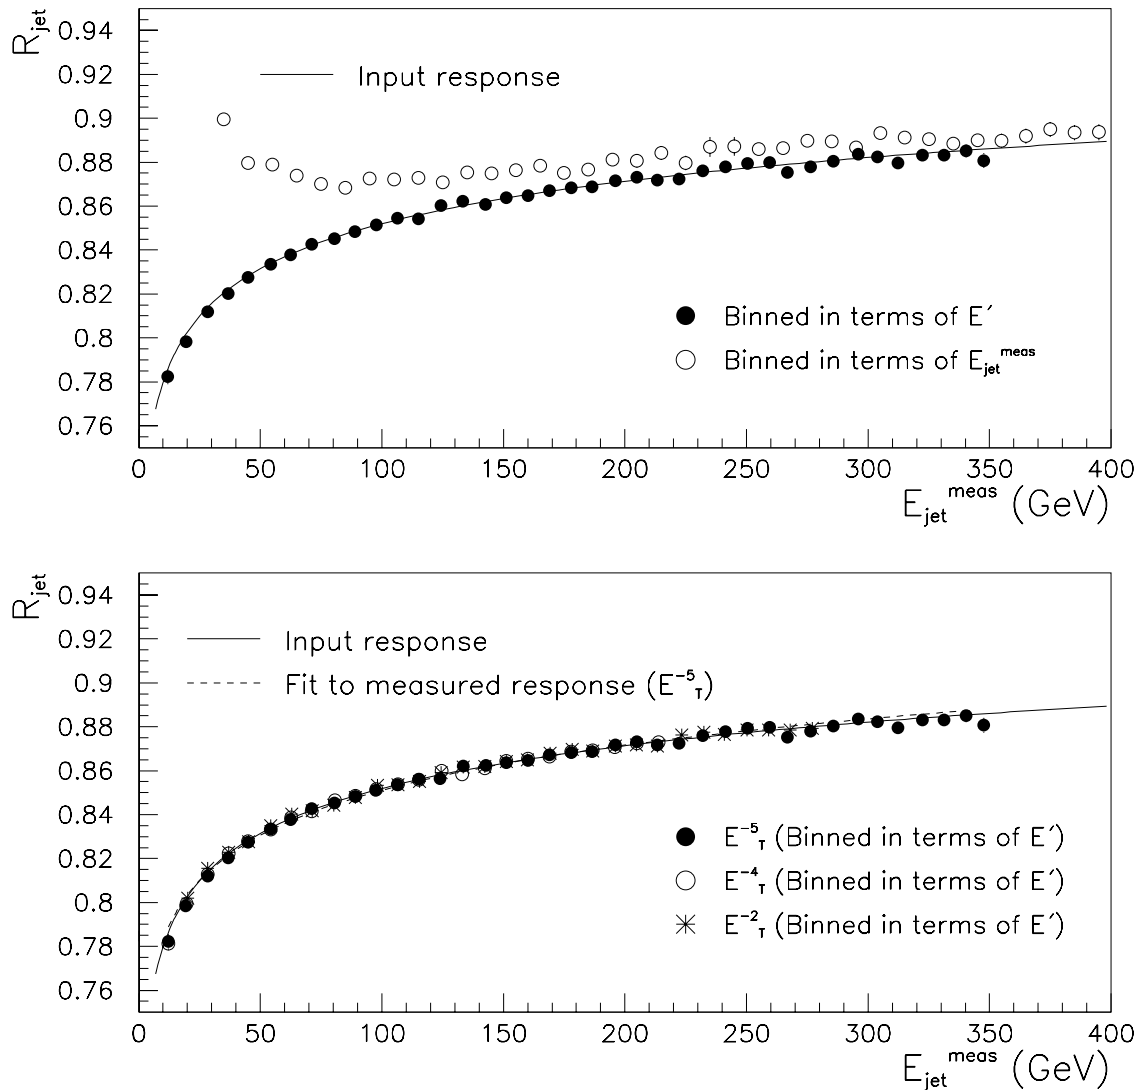 R_jet
0.94
0.92
0.9
0.88
0.86
0.84
0.82
0.8
0.78
0.76
Input response
Binned in terms of E′
Binned in terms of E_jet^meas
0 50 100 150 200 250 300 350 400
E_jet^meas (GeV)
R_jet
0.94
0.92
0.9
0.88
0.86
0.84
0.82
0.8
0.78
0.76
Input response
Fit to measured response (E^-5_T)
E^-5_T (Binned in terms of E′)
E^-4_T (Binned in terms of E′)
E^-2_T (Binned in terms of E′)
0 50 100 150 200 250 300 350 400
E_jet^meas (GeV)